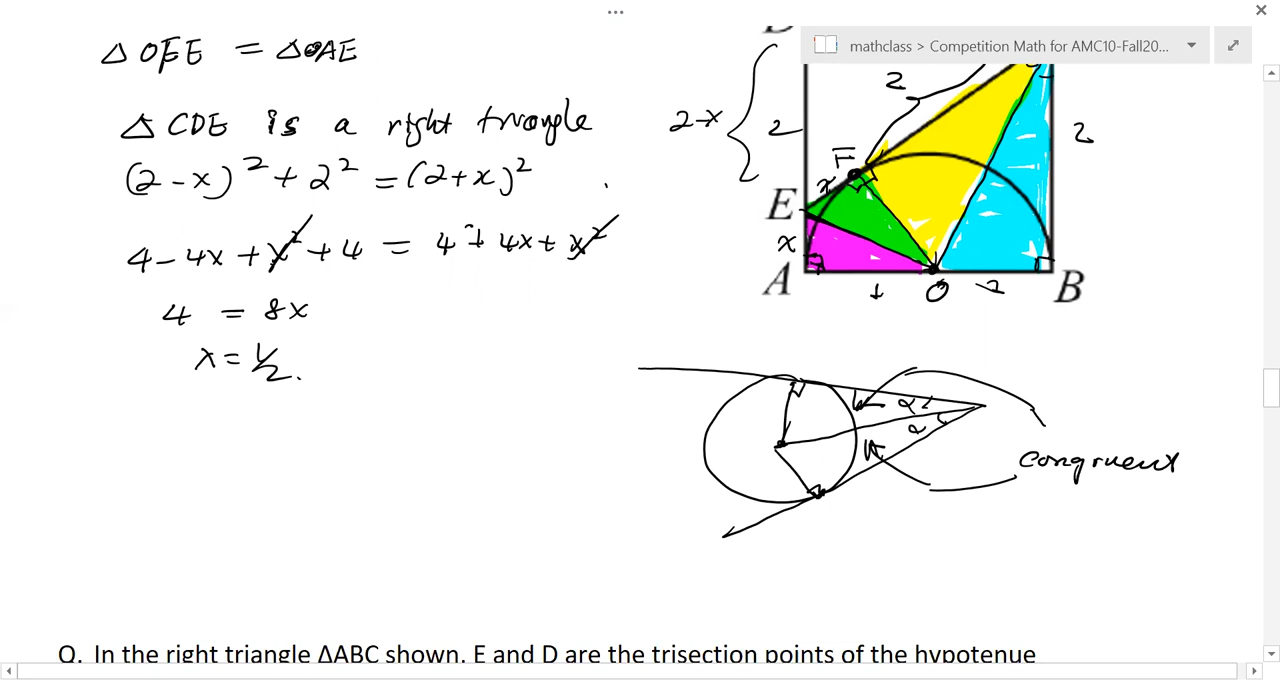 △OFE = △OAE
△CDE is a right triangle
(2-x)² + 2² = (2+x)²
4 - 4x + x² + 4 = 4 + 4x + x²
4 = 8x
x = 1/2.
mathclass > Competition Math for AMC10-Fall20...
2
2-x
2
2
F
x
E
x
A
1
O
B
α
α
congruent
Q. In the right triangle ΔABC shown, E and D are the trisection points of the hypotenue